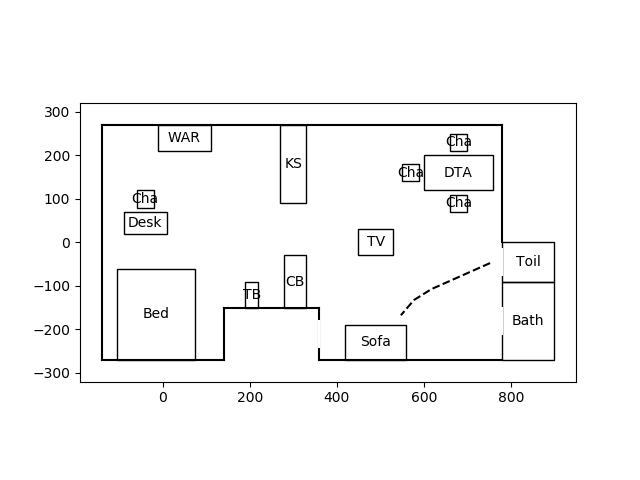 300
200
100
0
−100
−200
−300
0
200
400
600
800
WAR
KS
Cha
Cha
DTA
Cha
Cha
Desk
TV
Toil
TB
CB
Bed
Bath
Sofa